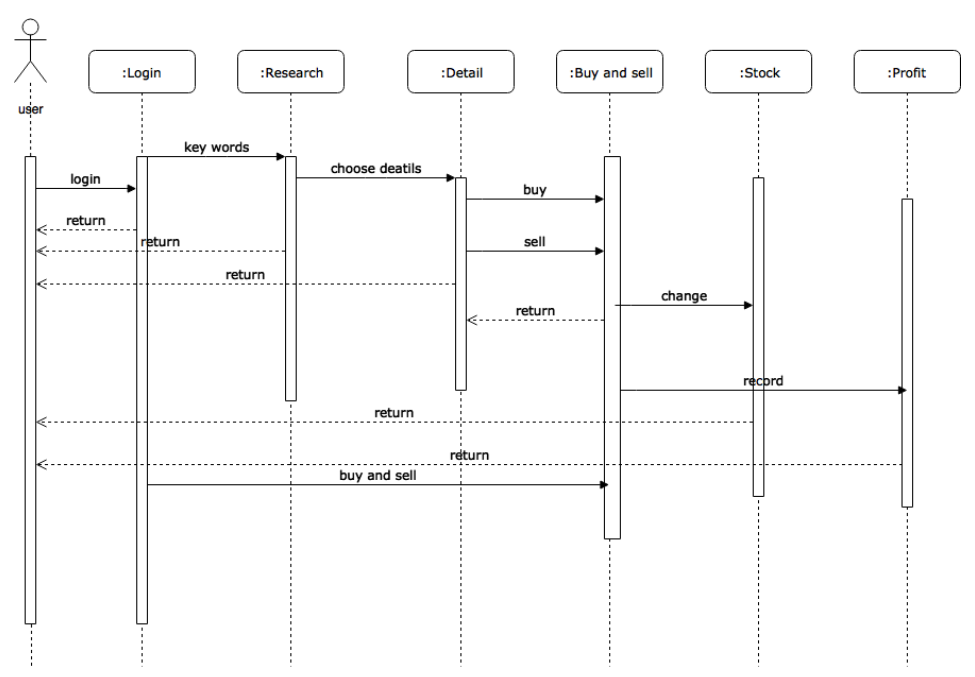 :Login
:Research
:Detail
:Buy and sell
:Stock
:Profit
user
key words
choose deatils
login
buy
return
return
sell
return
change
return
record
return
return
buy and sell